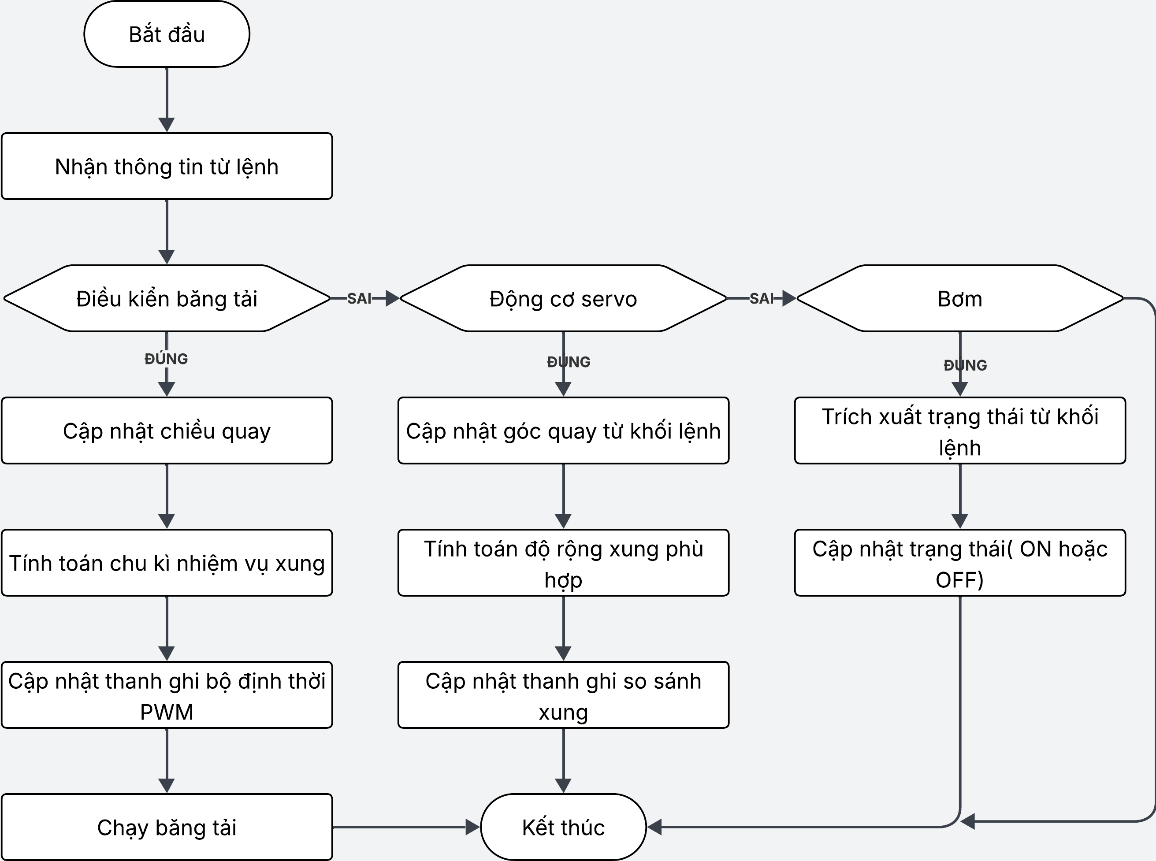 Bắt đầu
Nhận thông tin từ lệnh
Điều kiển băng tải
SAI
Động cơ servo
SAI
Bơm
ĐÚNG
ĐÚNG
ĐÚNG
Cập nhật chiều quay
Cập nhật góc quay từ khối lệnh
Trích xuất trạng thái từ khối
lệnh
Tính toán chu kì nhiệm vụ xung
Tính toán độ rộng xung phù
hợp
Cập nhật trạng thái( ON hoặc
OFF)
Cập nhật thanh ghi bộ định thời
PWM
Cập nhật thanh ghi so sánh
xung
Chạy băng tải
Kết thúc